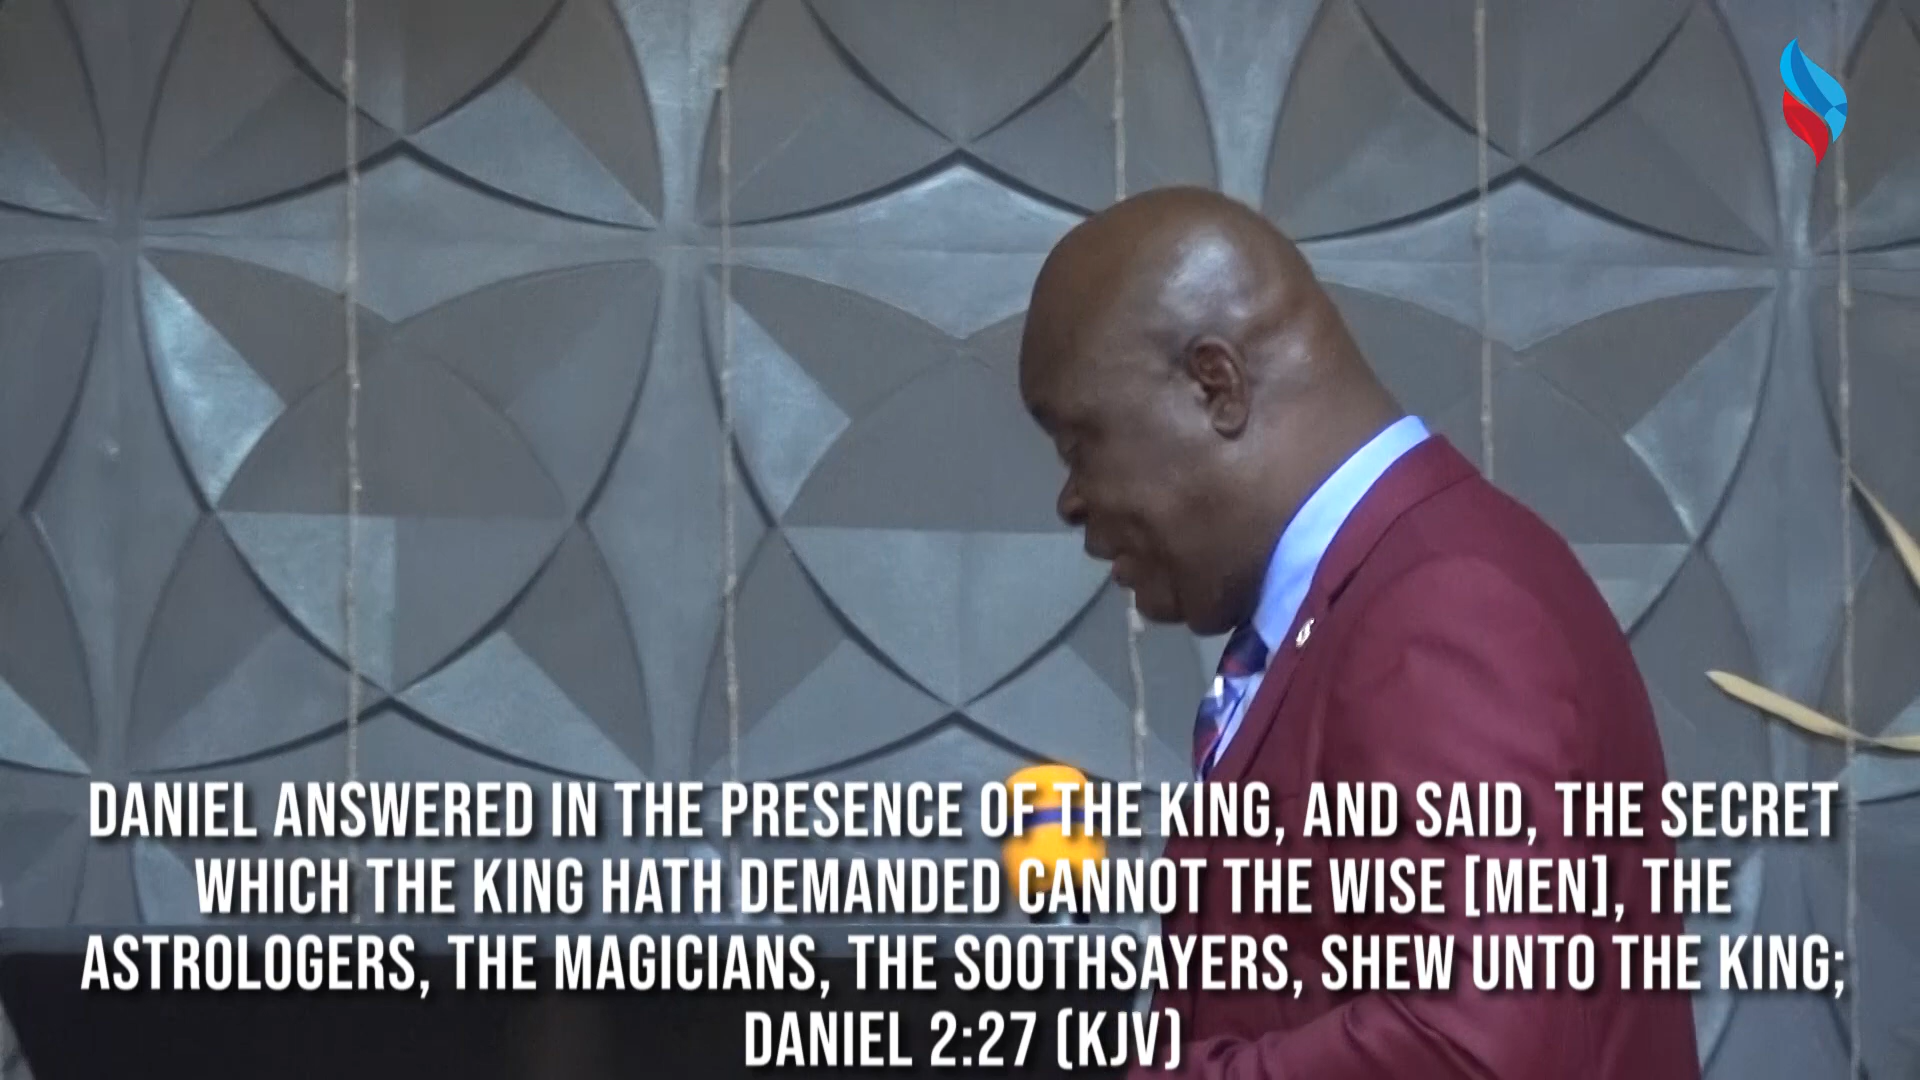 DANIEL ANSWERED IN THE PRESENCE OF THE KING, AND SAID, THE SECRET
WHICH THE KING HATH DEMANDED CANNOT THE WISE [MEN], THE
ASTROLOGERS, THE MAGICIANS, THE SOOTHSAYERS, SHEW UNTO THE KING;
DANIEL 2:27 (KJV)